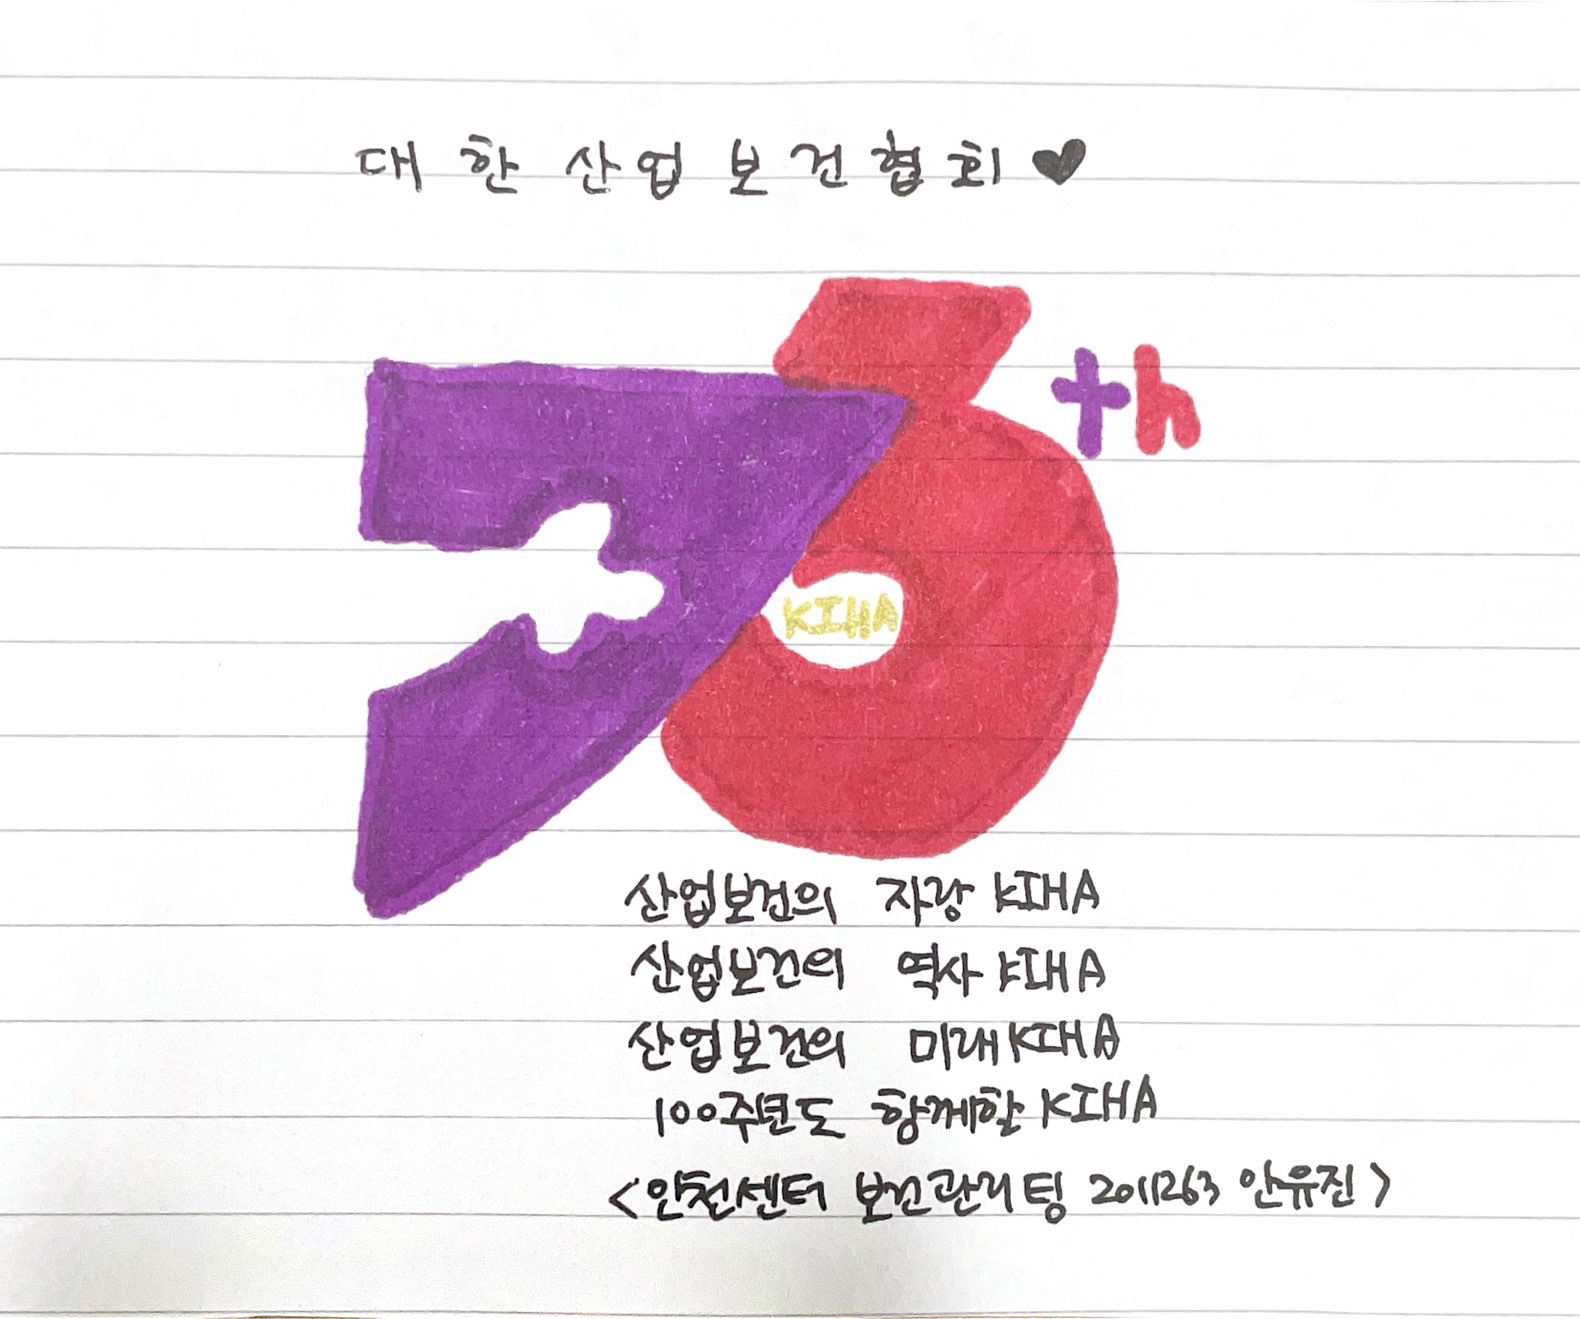 대한산업보건협회♥
75th
KIHA
산업보건의 자랑 KIHA
산업보건의 역사 KIHA
산업보건의 미래 KIHA
100주년도 함께할 KIHA
<인천센터 보건관리팀 2011263 안유진>